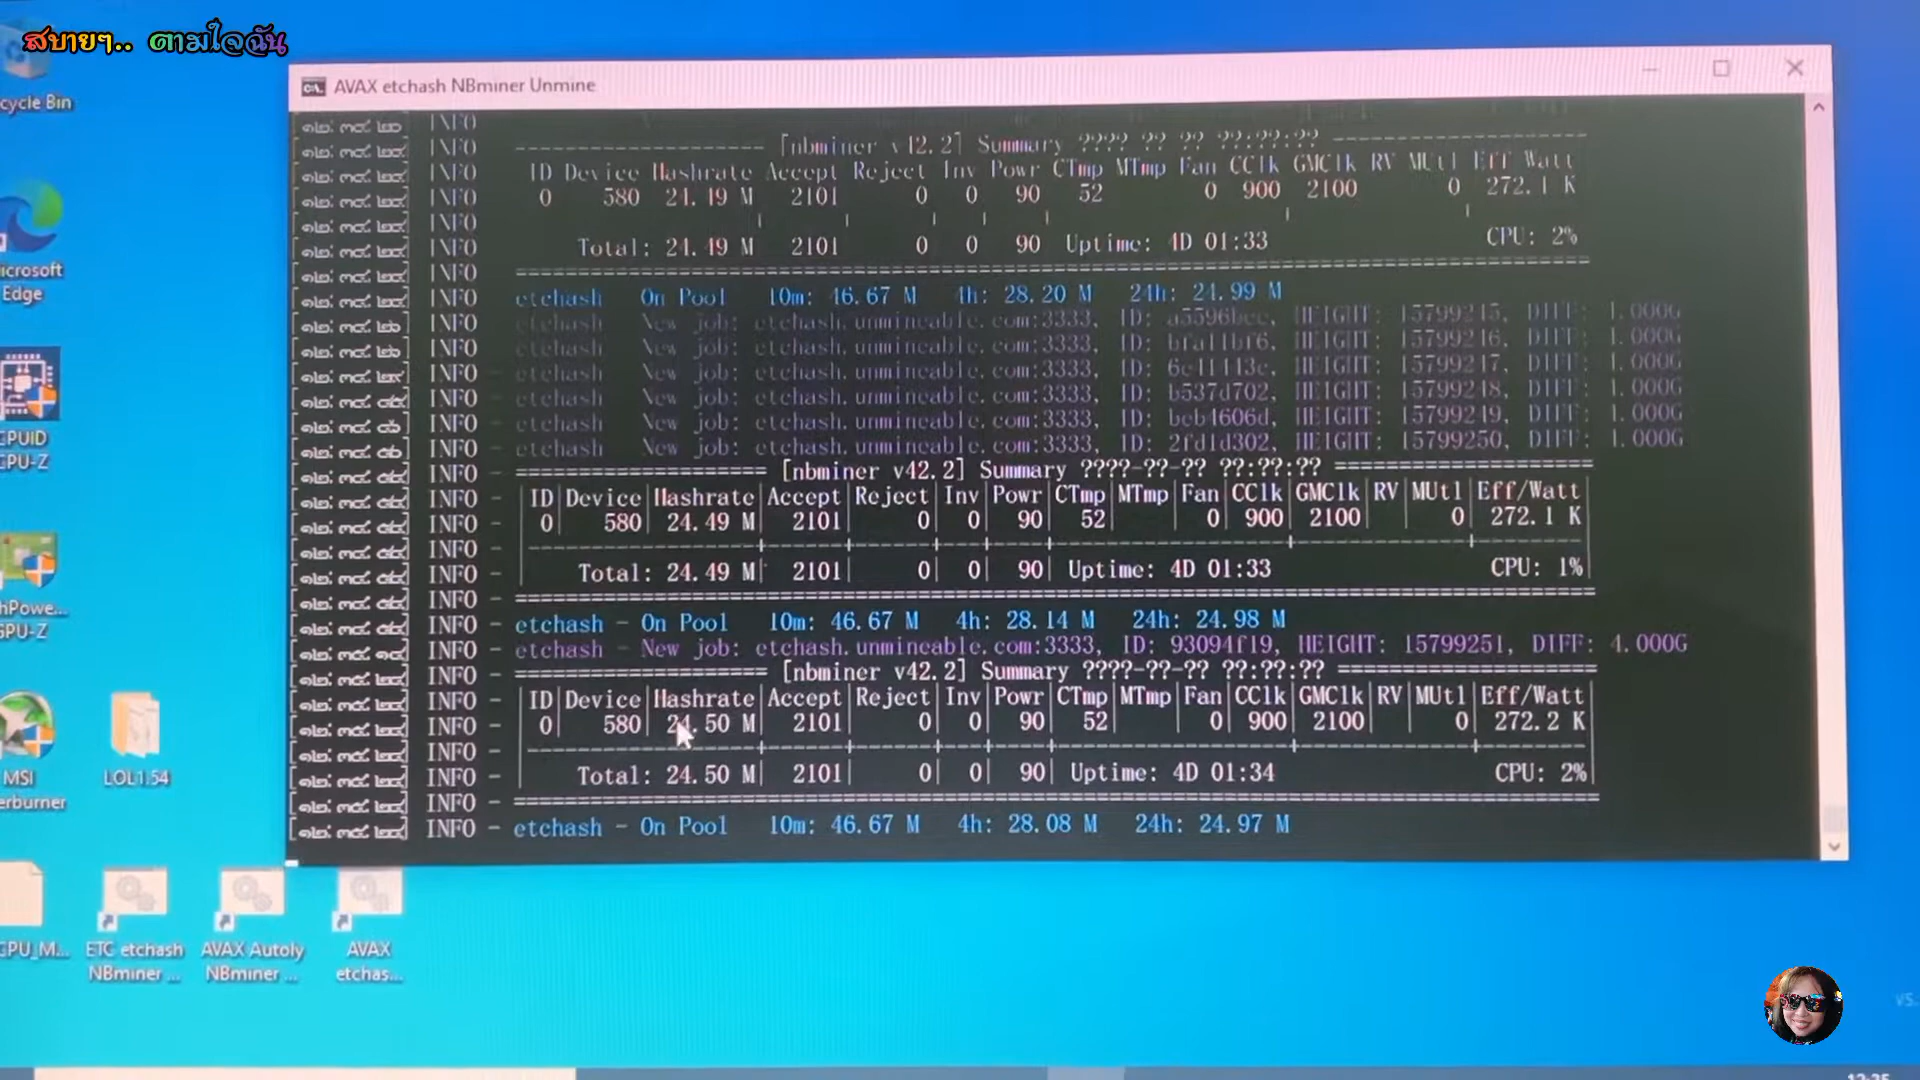 สบายๆ.. ตามใจฉัน
AVAX etchash NBminer Unmine
cycle Bin
icrosoft
Edge
CPUID
CPU-Z
hPowe...
GPU-Z
MSI
erburner
LOL1.54
CPU_M...
ETC etchash
NBminer ...
AVAX Autoly
NBminer ...
AVAX
etchas...
INFO
INFO [nbminer v42.2] Summary ???? ?? ?? ??:??:??
INFO ID Device Hashrate Accept Reject Inv Powr CTmp MTmp Fan CClk GMClk RV MUtl Eff Watt
INFO 0 580 24.49 M 2101 0 0 90 52 0 900 2100 0 272.1 K
INFO
INFO Total: 24.49 M 2101 0 0 90 Uptime: 4D 01:33 CPU: 2%
INFO
INFO etchash On Pool 10m: 46.67 M 4h: 28.20 M 24h: 24.99 M
INFO etchash New job: etchash.unmineable.com:3333, ID: a5596bec, HEIGHT: 15799245, DIFF: 1.000G
INFO etchash New job: etchash.unmineable.com:3333, ID: HEIGHT: 15799246, DIFF: 1.000G
INFO etchash New job: etchash.unmineable.com:3333, ID: HEIGHT: 15799247, DIFF: 1.000G
INFO etchash New job: etchash.unmineable.com:3333, ID: b537d702, HEIGHT: 15799248, DIFF: 1.000G
INFO etchash New job: etchash.unmineable.com:3333, ID: beb4606d, HEIGHT: 15799249, DIFF: 1.000G
INFO etchash New job: etchash.unmineable.com:3333, ID: 2fd1d302, HEIGHT: 15799250, DIFF: 1.000G
INFO - ==================== [nbminer v42.2] Summary ????-??-?? ??:??:?? ====================
INFO - |ID|Device|Hashrate|Accept|Reject|Inv|Powr|CTmp|MTmp|Fan|CClk|GMClk|RV|MUtl|Eff/Watt|
INFO - | 0| 580| 24.49 M| 2101| 0| 0| 90| 52| | 0| 900| 2100| | 0| 272.1 K|
INFO -
INFO - | Total: 24.49 M| 2101| 0| 0| 90| Uptime: 4D 01:33 CPU: 1%|
INFO -
INFO - etchash - On Pool 10m: 46.67 M 4h: 28.14 M 24h: 24.98 M
INFO - etchash - New job: etchash.unmineable.com:3333, ID: 93094f19, HEIGHT: 15799251, DIFF: 4.000G
INFO - ==================== [nbminer v42.2] Summary ????-??-?? ??:??:?? ====================
INFO - |ID|Device|Hashrate|Accept|Reject|Inv|Powr|CTmp|MTmp|Fan|CClk|GMClk|RV|MUtl|Eff/Watt|
INFO - | 0| 580| 24.50 M| 2101| 0| 0| 90| 52| | 0| 900| 2100| | 0| 272.2 K|
INFO -
INFO - | Total: 24.50 M| 2101| 0| 0| 90| Uptime: 4D 01:34 CPU: 2%|
INFO -
INFO - etchash - On Pool 10m: 46.67 M 4h: 28.08 M 24h: 24.97 M